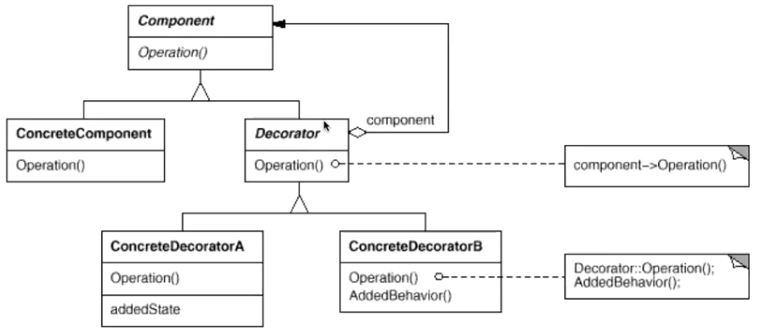 Component
Operation()
component
ConcreteComponent
Decorator
Operation()
Operation()
component->Operation()
ConcreteDecoratorA
ConcreteDecoratorB
Operation()
Operation()
Decorator::Operation();
AddedBehavior()
AddedBehavior();
addedState